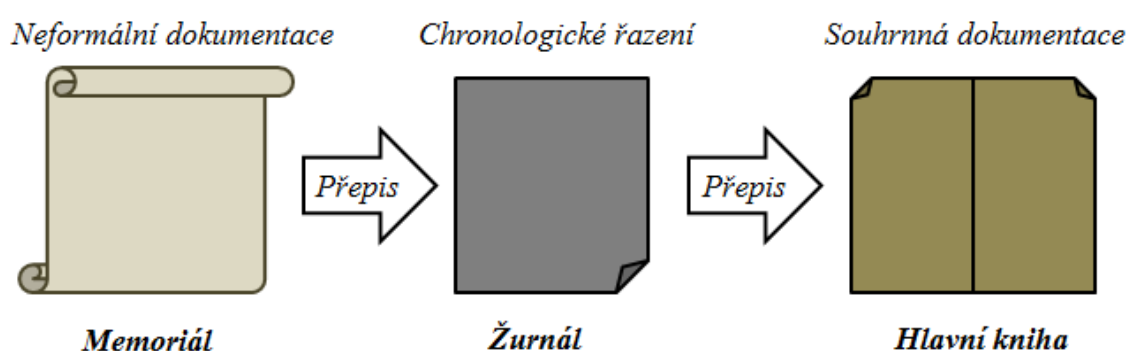 Neformální dokumentace
Chronologické řazení
Souhrnná dokumentace
Přepis
Přepis
Memoriál
Žurnál
Hlavní kniha